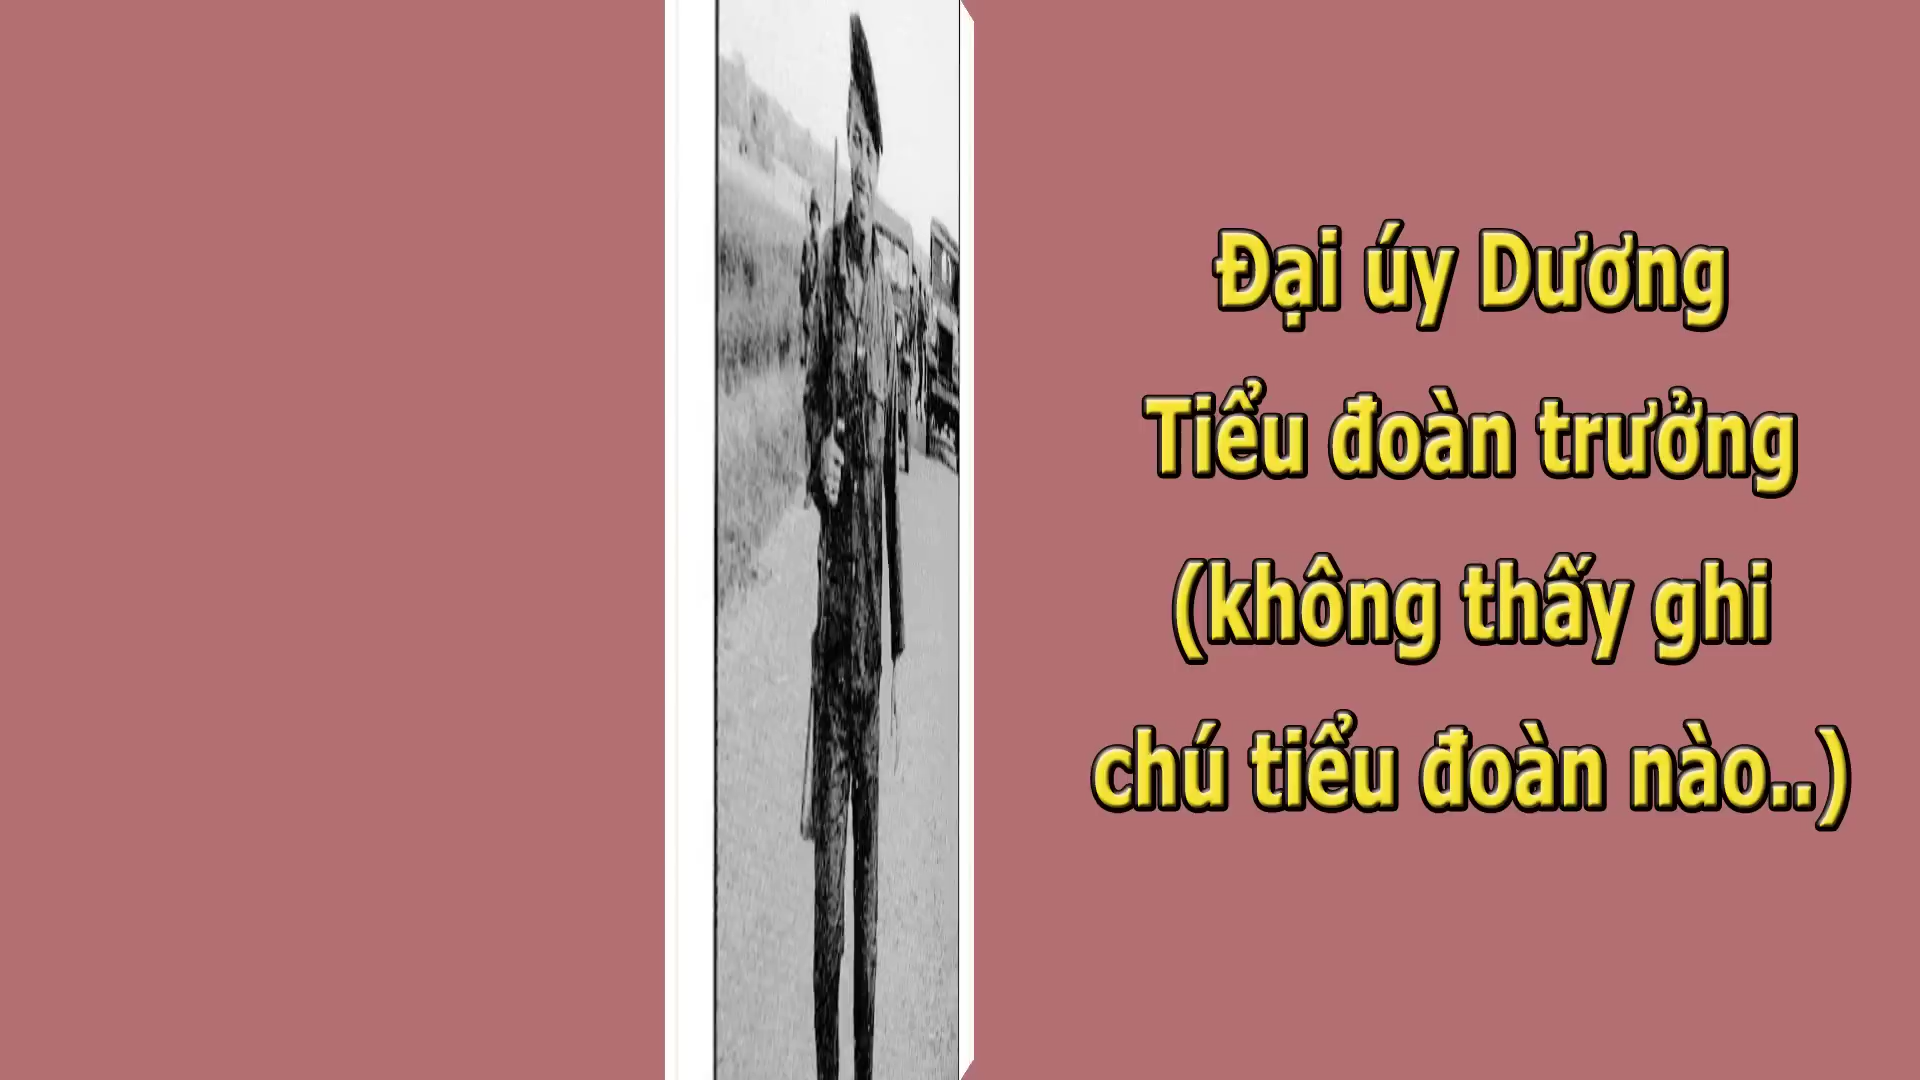 Đại úy Dương
Tiểu đoàn trưởng
(không thấy ghi
chú tiểu đoàn nào..)